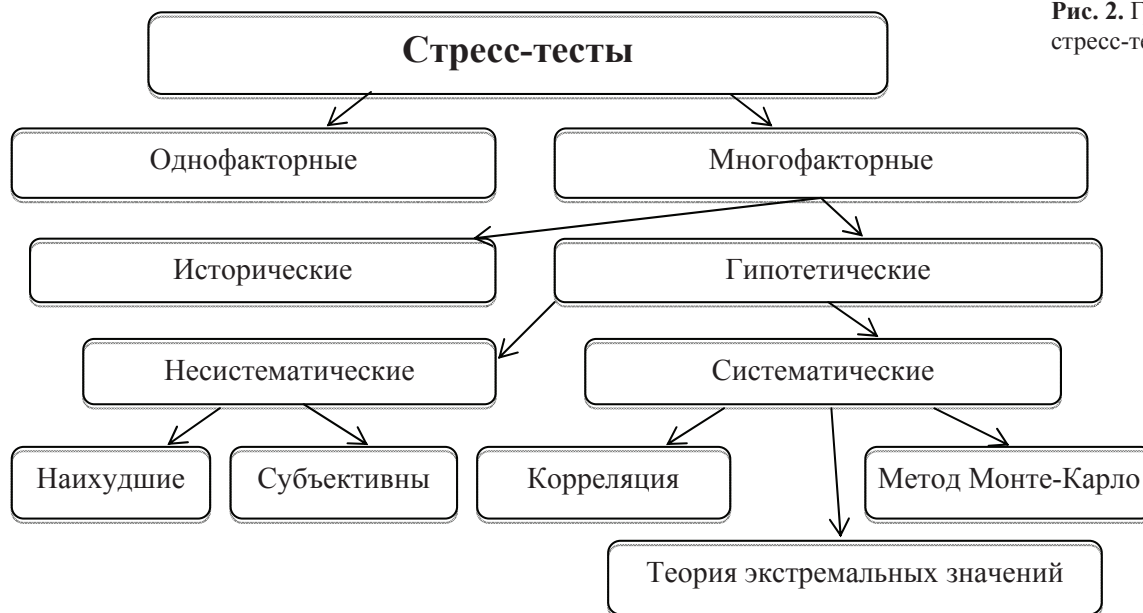 Рис. 2.
Стресс-тесты
Однофакторные
Многофакторные
Исторические
Гипотетические
Несистематические
Систематические
Наихудшие
Субъективны
Корреляция
Метод Монте-Карло
Теория экстремальных значений